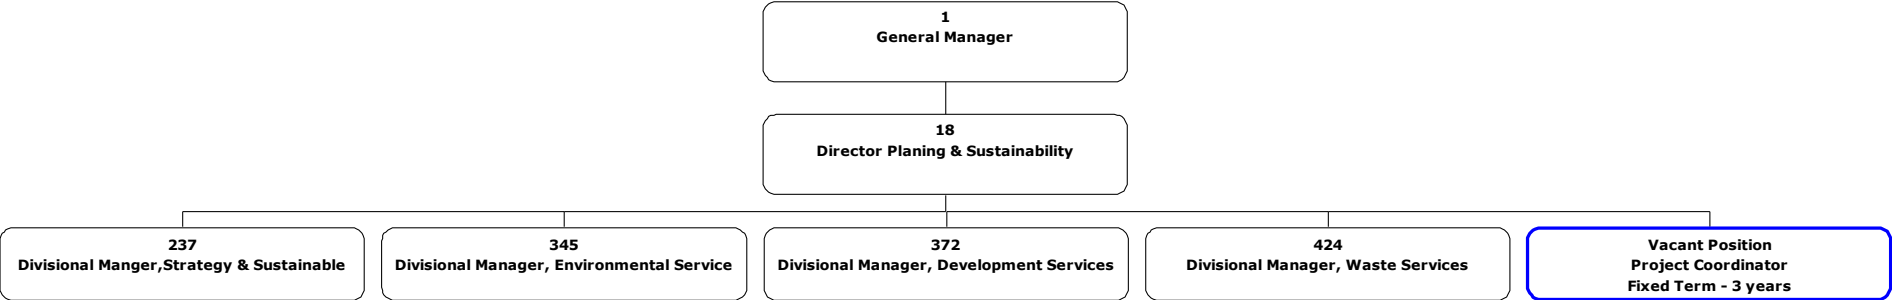 1
General Manager
18
Director Planing & Sustainability
237
Divisional Manger,Strategy & Sustainable
345
Divisional Manager, Environmental Service
372
Divisional Manager, Development Services
424
Divisional Manager, Waste Services
Vacant Position
Project Coordinator
Fixed Term - 3 years